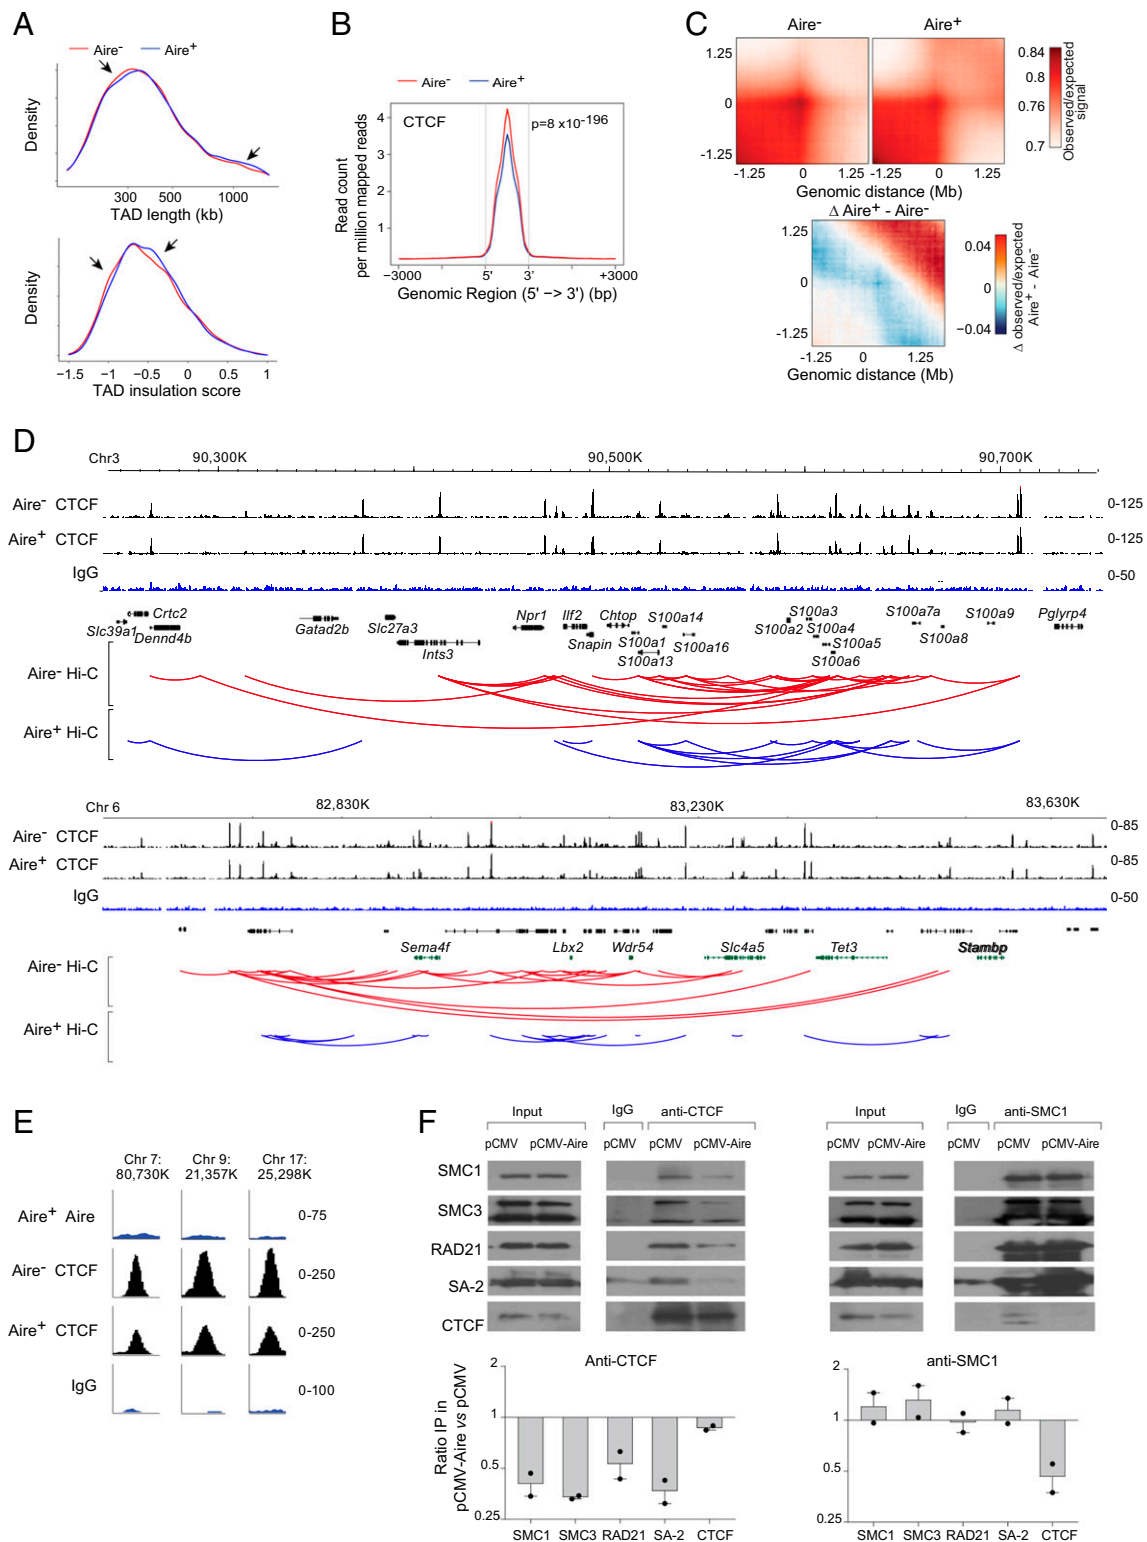 A
Aire- Aire+
Density
300 500 1000
TAD length (kb)
Density
−1.5 −1 −0.5 0 0.5 1
TAD insulation score
B
Aire- Aire+
CTCF
p=8 x10-196
Read count
per million mapped reads
4
3
2
1
−3000 5' 3' +3000
Genomic Region (5' −> 3') (bp)
C
Aire- Aire+
1.25
0
-1.25
-1.25 0 1.25 -1.25 0 1.25
Genomic distance (Mb)
0.84
0.8
0.76
0.7
Observed/expected
signal
Δ Aire+ - Aire-
1.25
0
-1.25
-1.25 0 1.25
Genomic distance (Mb)
0.04
0
−0.04
Δ observed/expected
Aire+ - Aire-
D
Chr3 90,300K 90,500K 90,700K
Aire- CTCF 0-125
Aire+ CTCF 0-125
IgG 0-50
Slc39a1 Crtc2 Dennd4b Gatad2b Slc27a3 Ints3 Npr1 Ilf2 Snapin Chtop S100a1 S100a13 S100a14 S100a16 S100a2 S100a3 S100a4 S100a5 S100a6 S100a7a S100a8 S100a9 Pglyrp4
Aire- Hi-C
Aire+ Hi-C
Chr 6 82,830K 83,230K 83,630K
Aire- CTCF 0-85
Aire+ CTCF 0-85
IgG 0-50
Sema4f Lbx2 Wdr54 Slc4a5 Tet3 Stambp
Aire- Hi-C
Aire+ Hi-C
E
Chr 7: Chr 9: Chr 17:
80,730K 21,357K 25,298K
Aire+ Aire 0-75
Aire- CTCF 0-250
Aire+ CTCF 0-250
IgG 0-100
F
Input IgG anti-CTCF
pCMV pCMV-Aire pCMV pCMV pCMV-Aire
Input IgG anti-SMC1
pCMV pCMV-Aire pCMV pCMV pCMV-Aire
SMC1
SMC3
RAD21
SA-2
CTCF
Anti-CTCF
Ratio IP in
pCMV-Aire vs pCMV
2
1
0.5
0.25
SMC1 SMC3 RAD21 SA-2 CTCF
anti-SMC1
2
1
0.5
0.25
SMC1 SMC3 RAD21 SA-2 CTCF